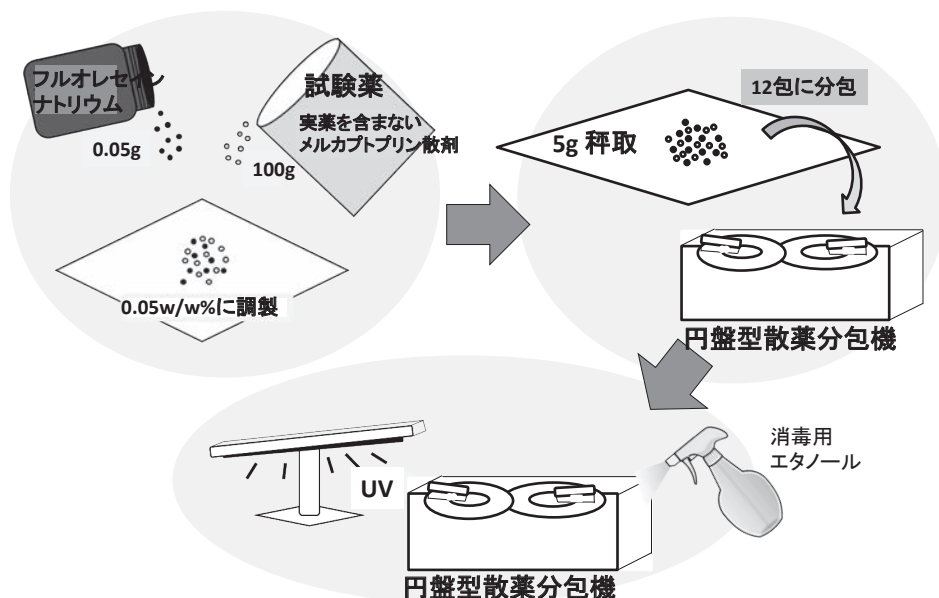 フルオレセイン
ナトリウム
0.05g
試験薬
実薬を含まない
メルカプトプリン散剤
100g
0.05w/w%に調製
12包に分包
5g 秤取
円盤型散薬分包機
消毒用
エタノール
UV
円盤型散薬分包機